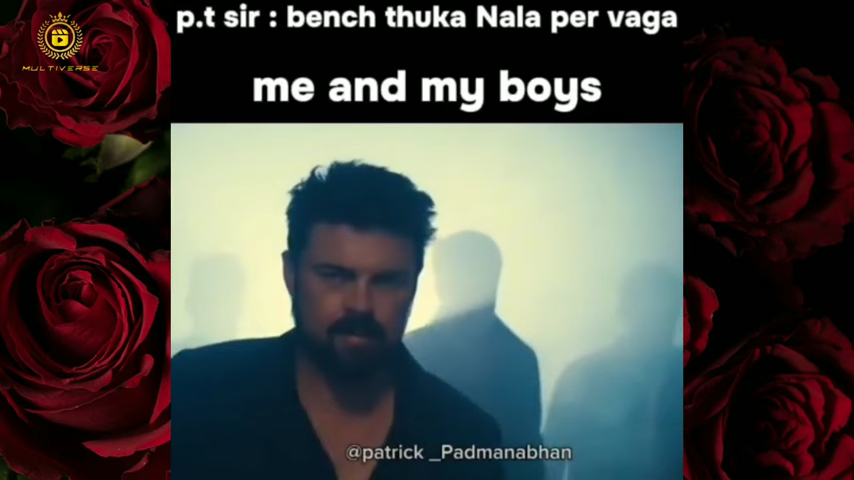 p.t sir : bench thuka Nala per vaga
MULTIVERSE
me and my boys
@patrick _Padmanabhan